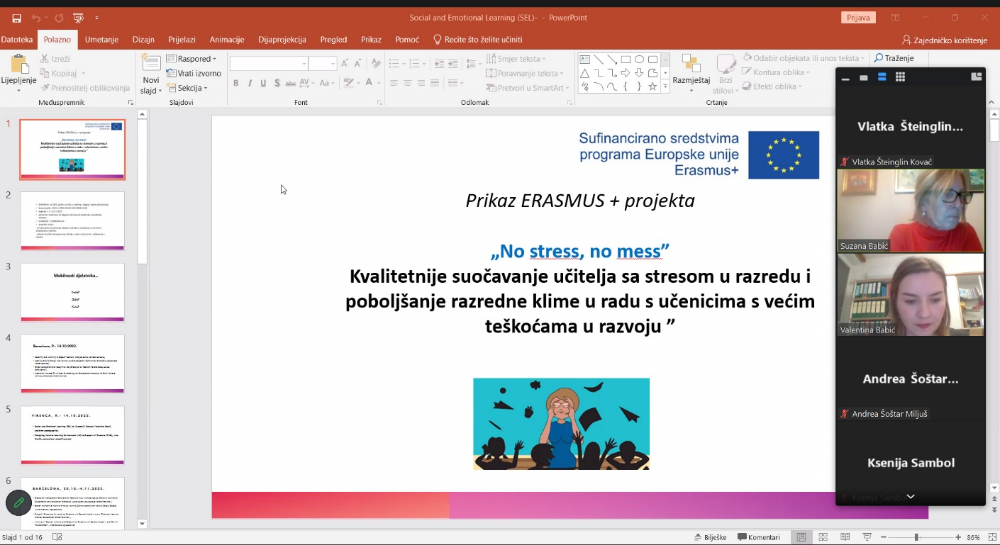 Social and Emotional Learning (SEL)- - PowerPoint
Prijava
Datoteka Polazno Umetanje Dizajn Prijelazi Animacije Dijaprojekcija Pregled Prikaz Pomoć Recite što želite učiniti
Zajedničko korištenje
Lijepljenje
Izreži
Kopiraj
Prenositelj oblikovanja
Međuspremnik
Novi slajd
Raspored
Vrati izvorno
Sekcija
Slajdovi
B I U S abc AV Aa
Font
Smjer teksta
Poravnanje teksta
Pretvori u SmartArt
Odlomak
Razmještaj
Brzi stilovi
Odabir objekata ili unos teksta
Kontura oblika
Efekti oblika
Crtanje
Traženje
1
Prikaz ERASMUS + projekta
„No stress, no mess”
Kvalitetnije suočavanje učitelja sa stresom u razredu i
poboljšanje razredne klime u radu s učenicima s većim
teškoćama u razvoju ”
2
3
Mobilnosti djelatnika...
4
Barcelona, 9.- 14.10.2023.
5
FIRENCA, 9.- 14.10.2023.
6
BARCELONA, 30.10.-4.11.2023.
Sufinancirano sredstvima
programa Europske unije
Erasmus+
Prikaz ERASMUS + projekta
„No stress, no mess”
Kvalitetnije suočavanje učitelja sa stresom u razredu i
poboljšanje razredne klime u radu s učenicima s većim
teškoćama u razvoju ”
Vlatka Šteinglin...
Vlatka Šteinglin Kovač
Suzana Babić
Valentina Babić
Andrea Šoštar...
Andrea Šoštar Miljuš
Ksenija Sambol
Ksenija Sambol
Slajd 1 od 16
Bilješke
Komentari
86%